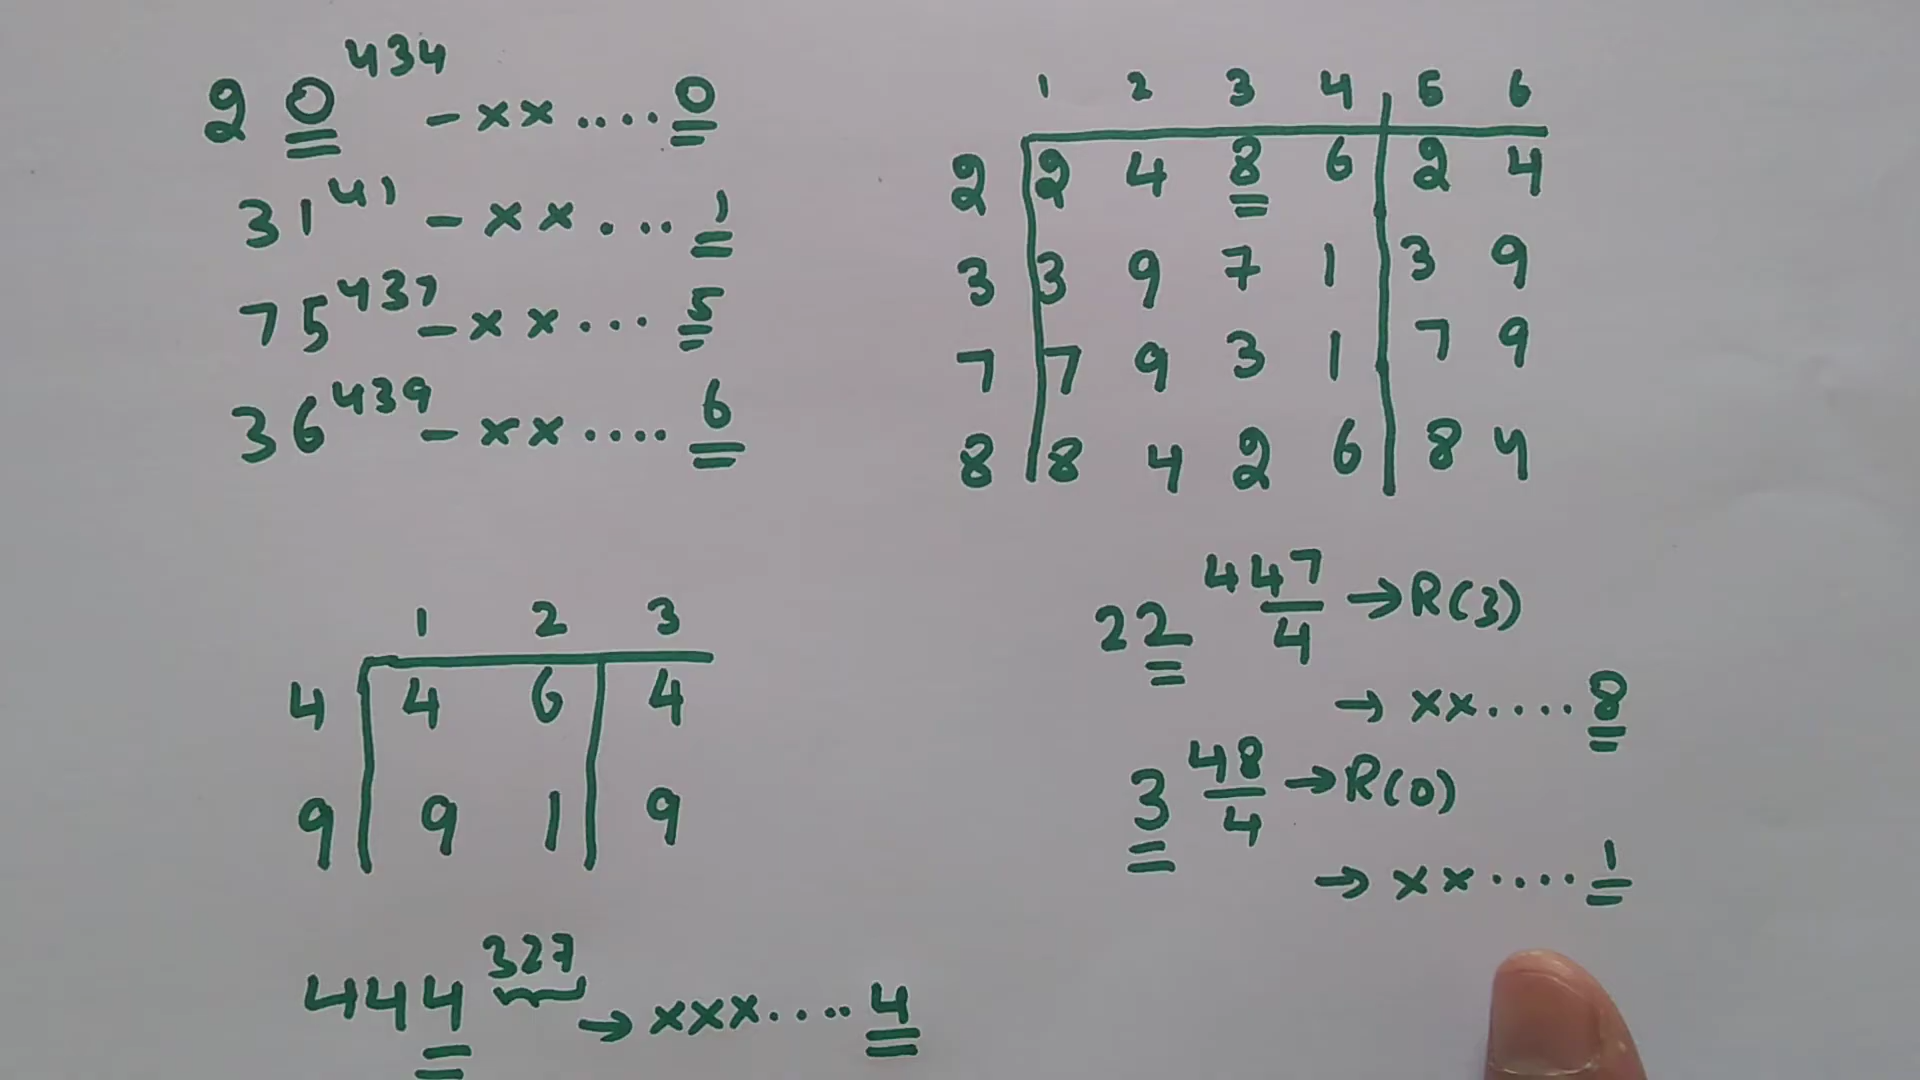 20^434 - xx....0
31^41 - xx....1
75^437 - xx...5
36^439 - xx....6
1 2 3 4 5 6
2 2 4 8 6 2 4
3 3 9 7 1 3 9
7 7 9 3 1 7 9
8 8 4 2 6 8 4
1 2 3
4 4 6 4
9 9 1 9
444^327 → xxx....4
22^447/4 → R(3)
→ xx....8
3^48/4 → R(0)
→ xx....1